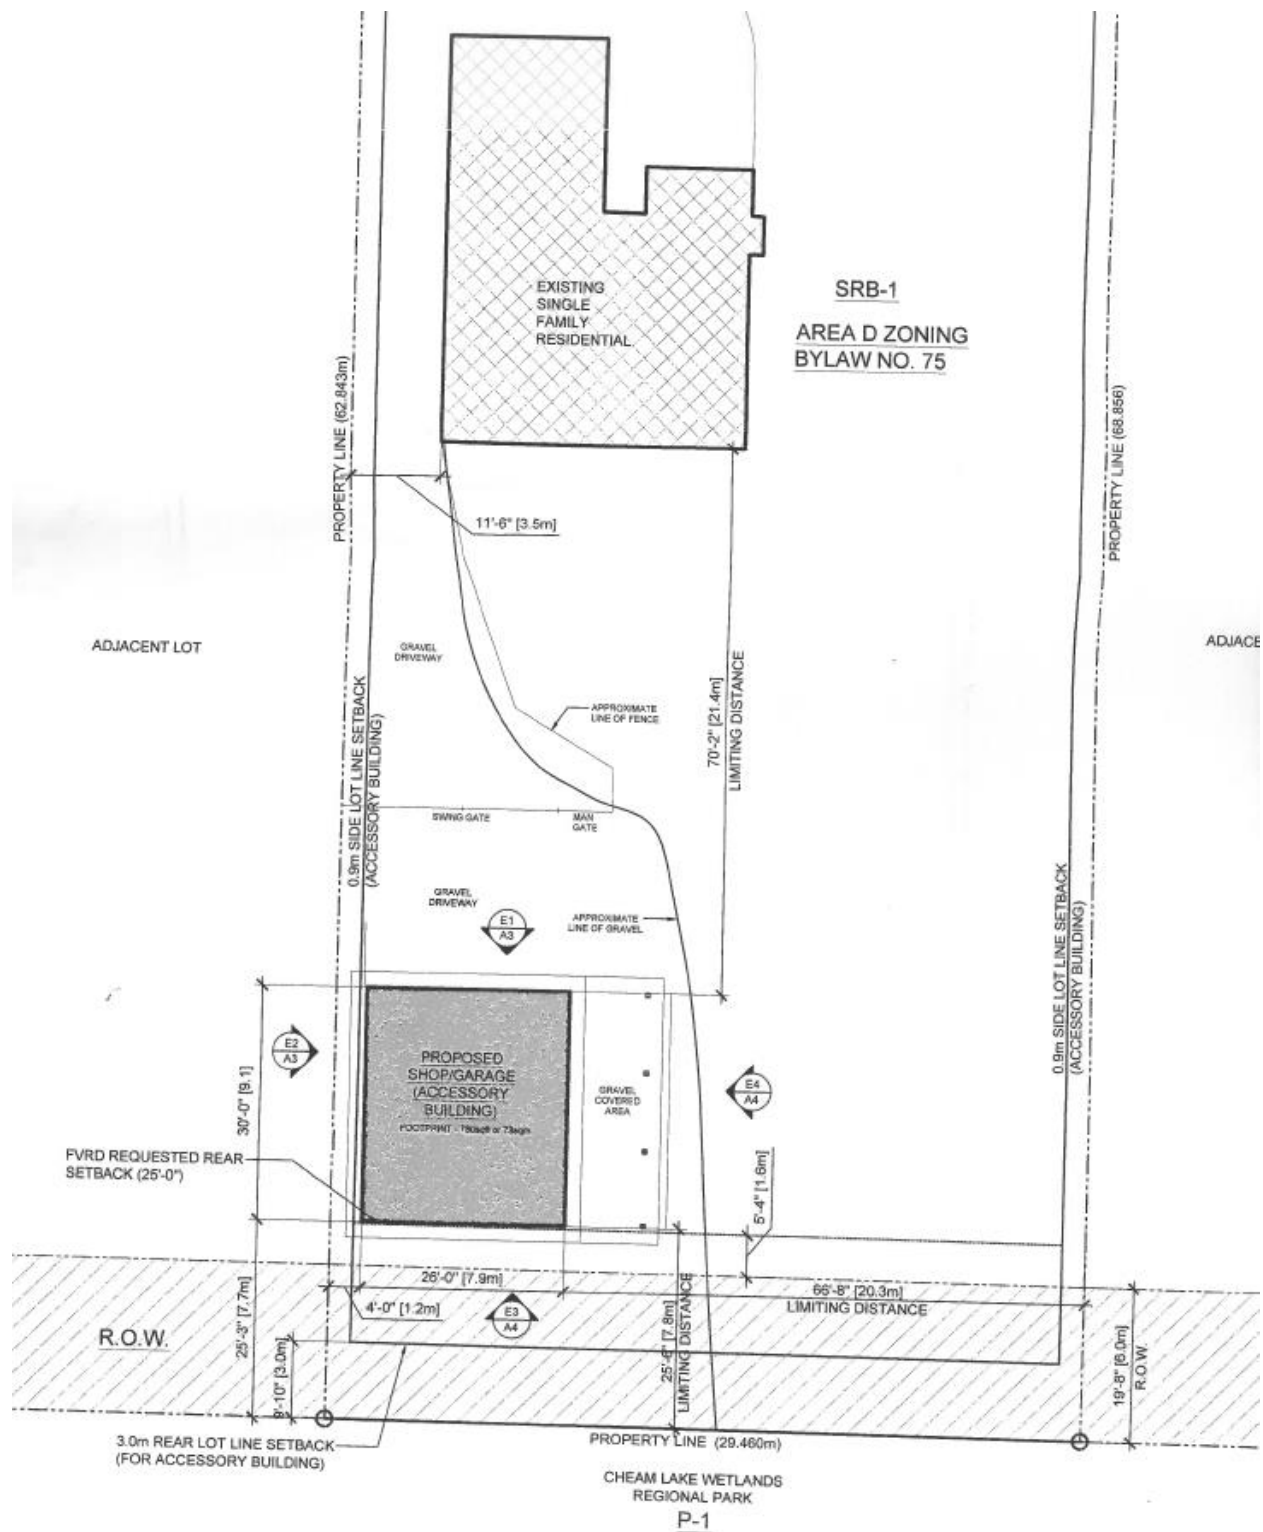 EXISTING
SINGLE
FAMILY
RESIDENTIAL
SRB-1
AREA D ZONING
BYLAW NO. 75
PROPERTY LINE (62.843m)
PROPERTY LINE (68.856)
11'-6" [3.5m]
ADJACENT LOT
GRAVEL
DRIVEWAY
APPROXIMATE
LINE OF FENCE
70'-2" [21.4m]
LIMITING DISTANCE
ADJACE
0.9m SIDE LOT LINE SETBACK
(ACCESSORY BUILDING)
SWING GATE
MAN
GATE
GRAVEL
DRIVEWAY
E1
A3
APPROXIMATE
LINE OF GRAVEL
0.9m SIDE LOT LINE SETBACK
(ACCESSORY BUILDING)
E2
A3
PROPOSED
SHOP/GARAGE
(ACCESSORY
BUILDING)
FOOTPRINT - 780sqft or 73sqm
GRAVEL
COVERED
AREA
E4
A4
30'-0" [9.1]
FVRD REQUESTED REAR
SETBACK (25'-0")
5'-4" [1.6m]
26'-0" [7.9m]
66'-8" [20.3m]
LIMITING DISTANCE
4'-0" [1.2m]
E3
A4
R.O.W.
25'-3" [7.7m]
9'-10" [3.0m]
25'-6" [7.8m]
LIMITING DISTANCE
19'-8" [6.0m]
R.O.W.
3.0m REAR LOT LINE SETBACK
(FOR ACCESSORY BUILDING)
PROPERTY LINE (29.460m)
CHEAM LAKE WETLANDS
REGIONAL PARK
P-1